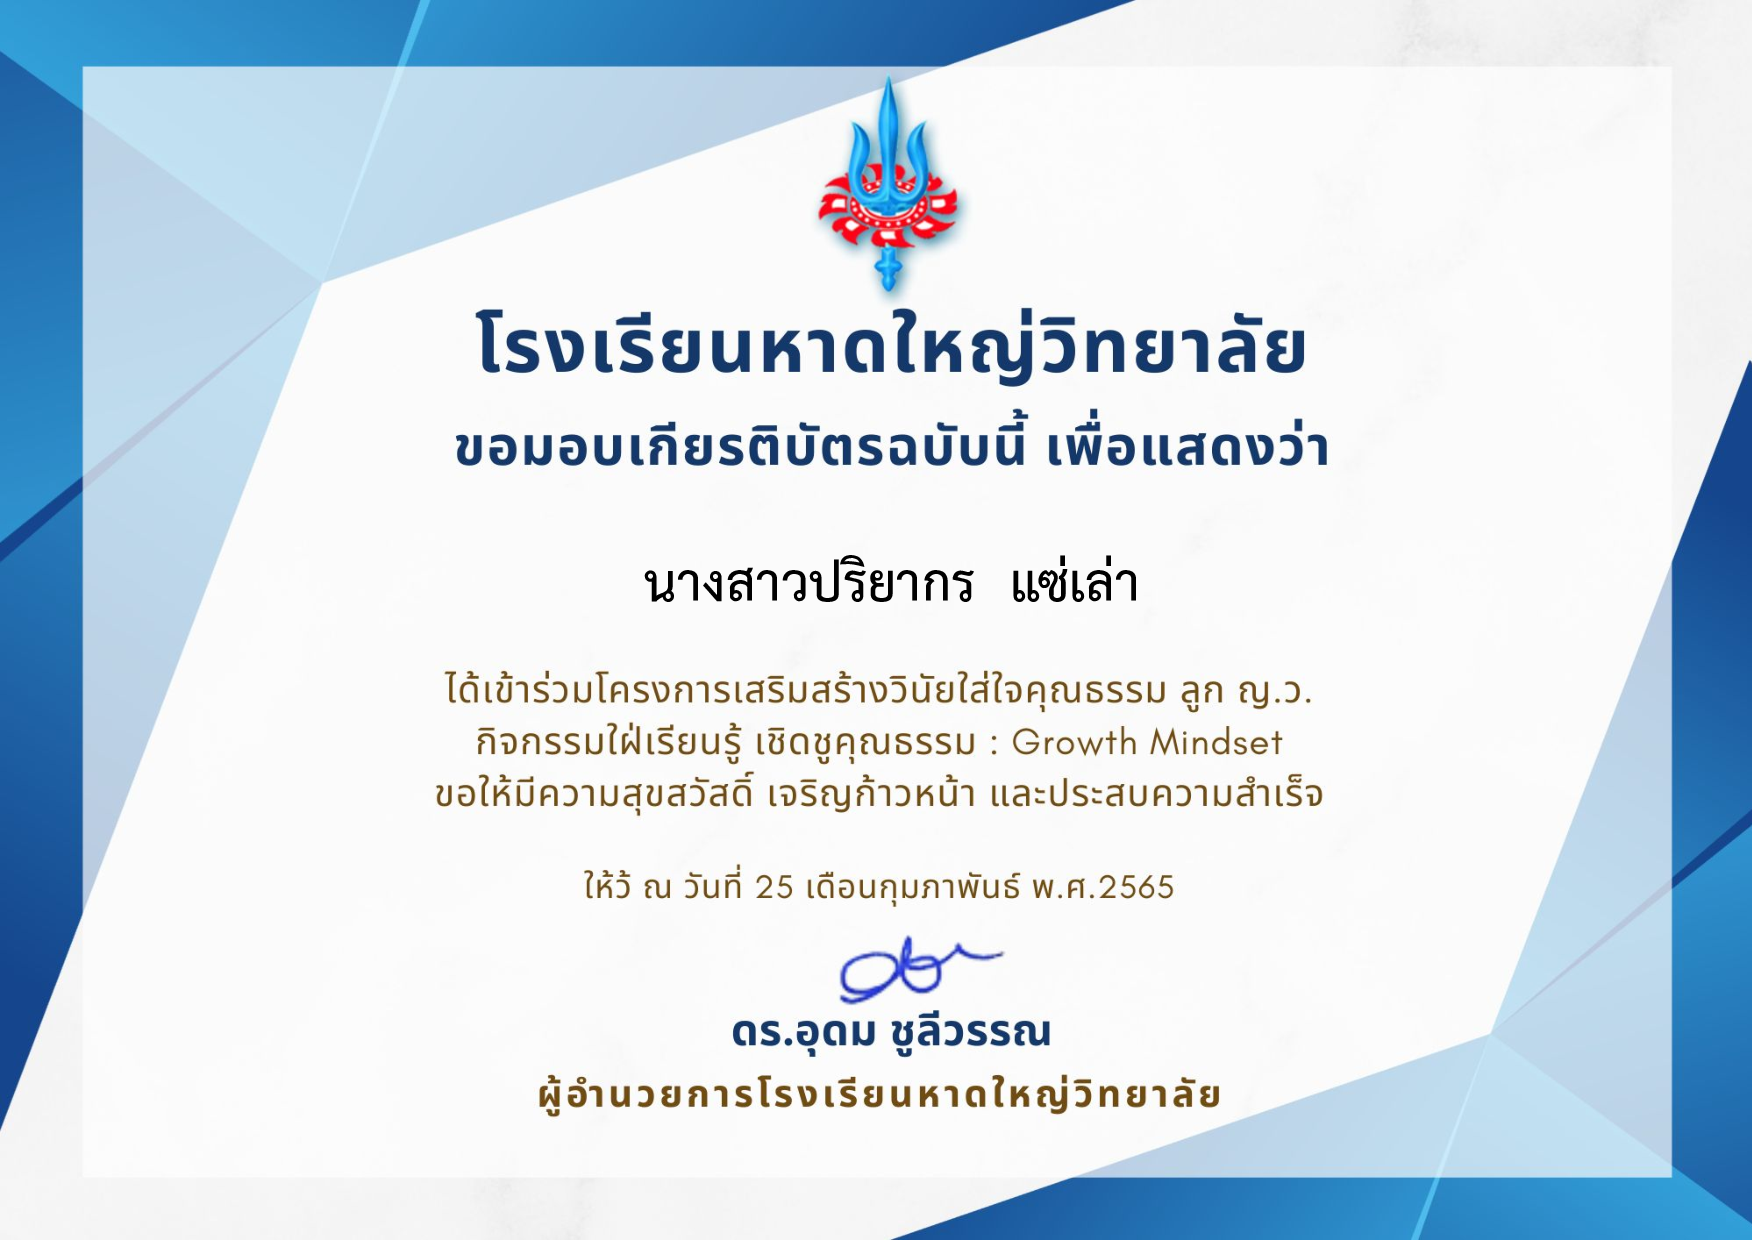 โรงเรียนหาดใหญ่วิทยาลัย
ขอมอบเกียรติบัตรฉบับนี้ เพื่อแสดงว่า
นางสาวปริยากร แซ่เล่า
ได้เข้าร่วมโครงการเสริมสร้างวินัยใส่ใจคุณธรรม ลูก ญ.ว.
กิจกรรมใฝ่เรียนรู้ เชิดชูคุณธรรม : Growth Mindset
ขอให้มีความสุขสวัสดิ์ เจริญก้าวหน้า และประสบความสำเร็จ
ให้ว้ ณ วันที่ 25 เดือนกุมภาพันธ์ พ.ศ.2565
ดร.อุดม ชูลีวรรณ
ผู้อำนวยการโรงเรียนหาดใหญ่วิทยาลัย